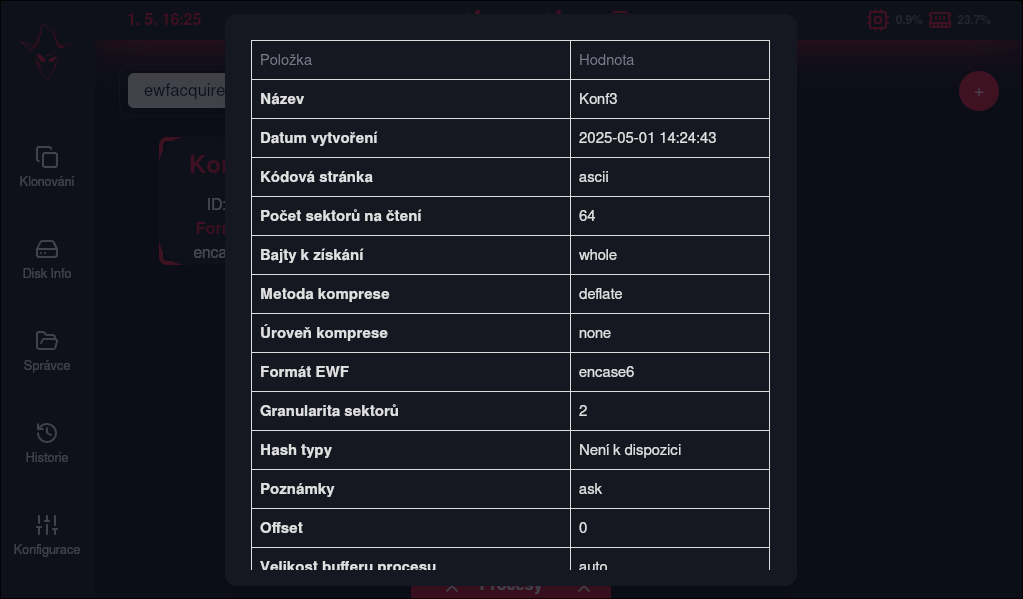 1. 5. 16:25
0.9%
23.7%
ewfacquire
+
Klonování
Disk Info
Správce
Historie
Konfigurace
ID:
enca
Položka Hodnota
Název Konf3
Datum vytvoření 2025-05-01 14:24:43
Kódová stránka ascii
Počet sektorů na čtení 64
Bajty k získání whole
Metoda komprese deflate
Úroveň komprese none
Formát EWF encase6
Granularita sektorů 2
Hash typy Není k dispozici
Poznámky ask
Offset 0
Velikost bufferu procesu auto
Procesy